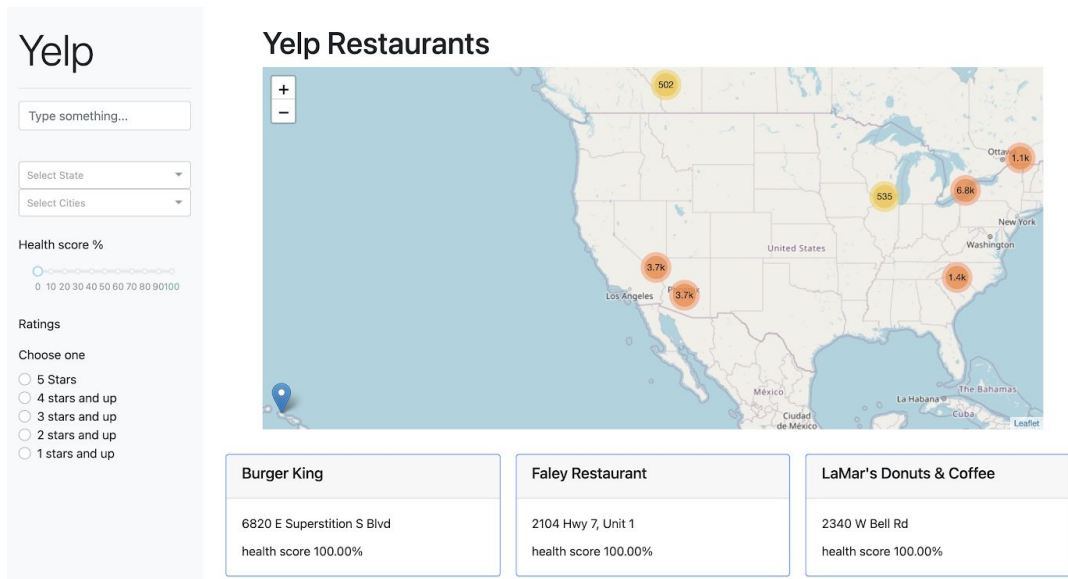 Yelp
Type something...
Select State
Select Cities
Health score %
0 10 20 30 40 50 60 70 80 90100
Ratings
Choose one
5 Stars
4 stars and up
3 stars and up
2 stars and up
1 stars and up
Yelp Restaurants
+
−
502
Otta
1.1k
6.8k
535
New York
Washington
United States
3.7k
1.4k
Los Angeles
3.7k
México
Ciudad
de México
La Habana
The Bahamas
Cuba
Leaflet
Burger King
6820 E Superstition S Blvd
health score 100.00%
Faley Restaurant
2104 Hwy 7, Unit 1
health score 100.00%
LaMar's Donuts & Coffee
2340 W Bell Rd
health score 100.00%